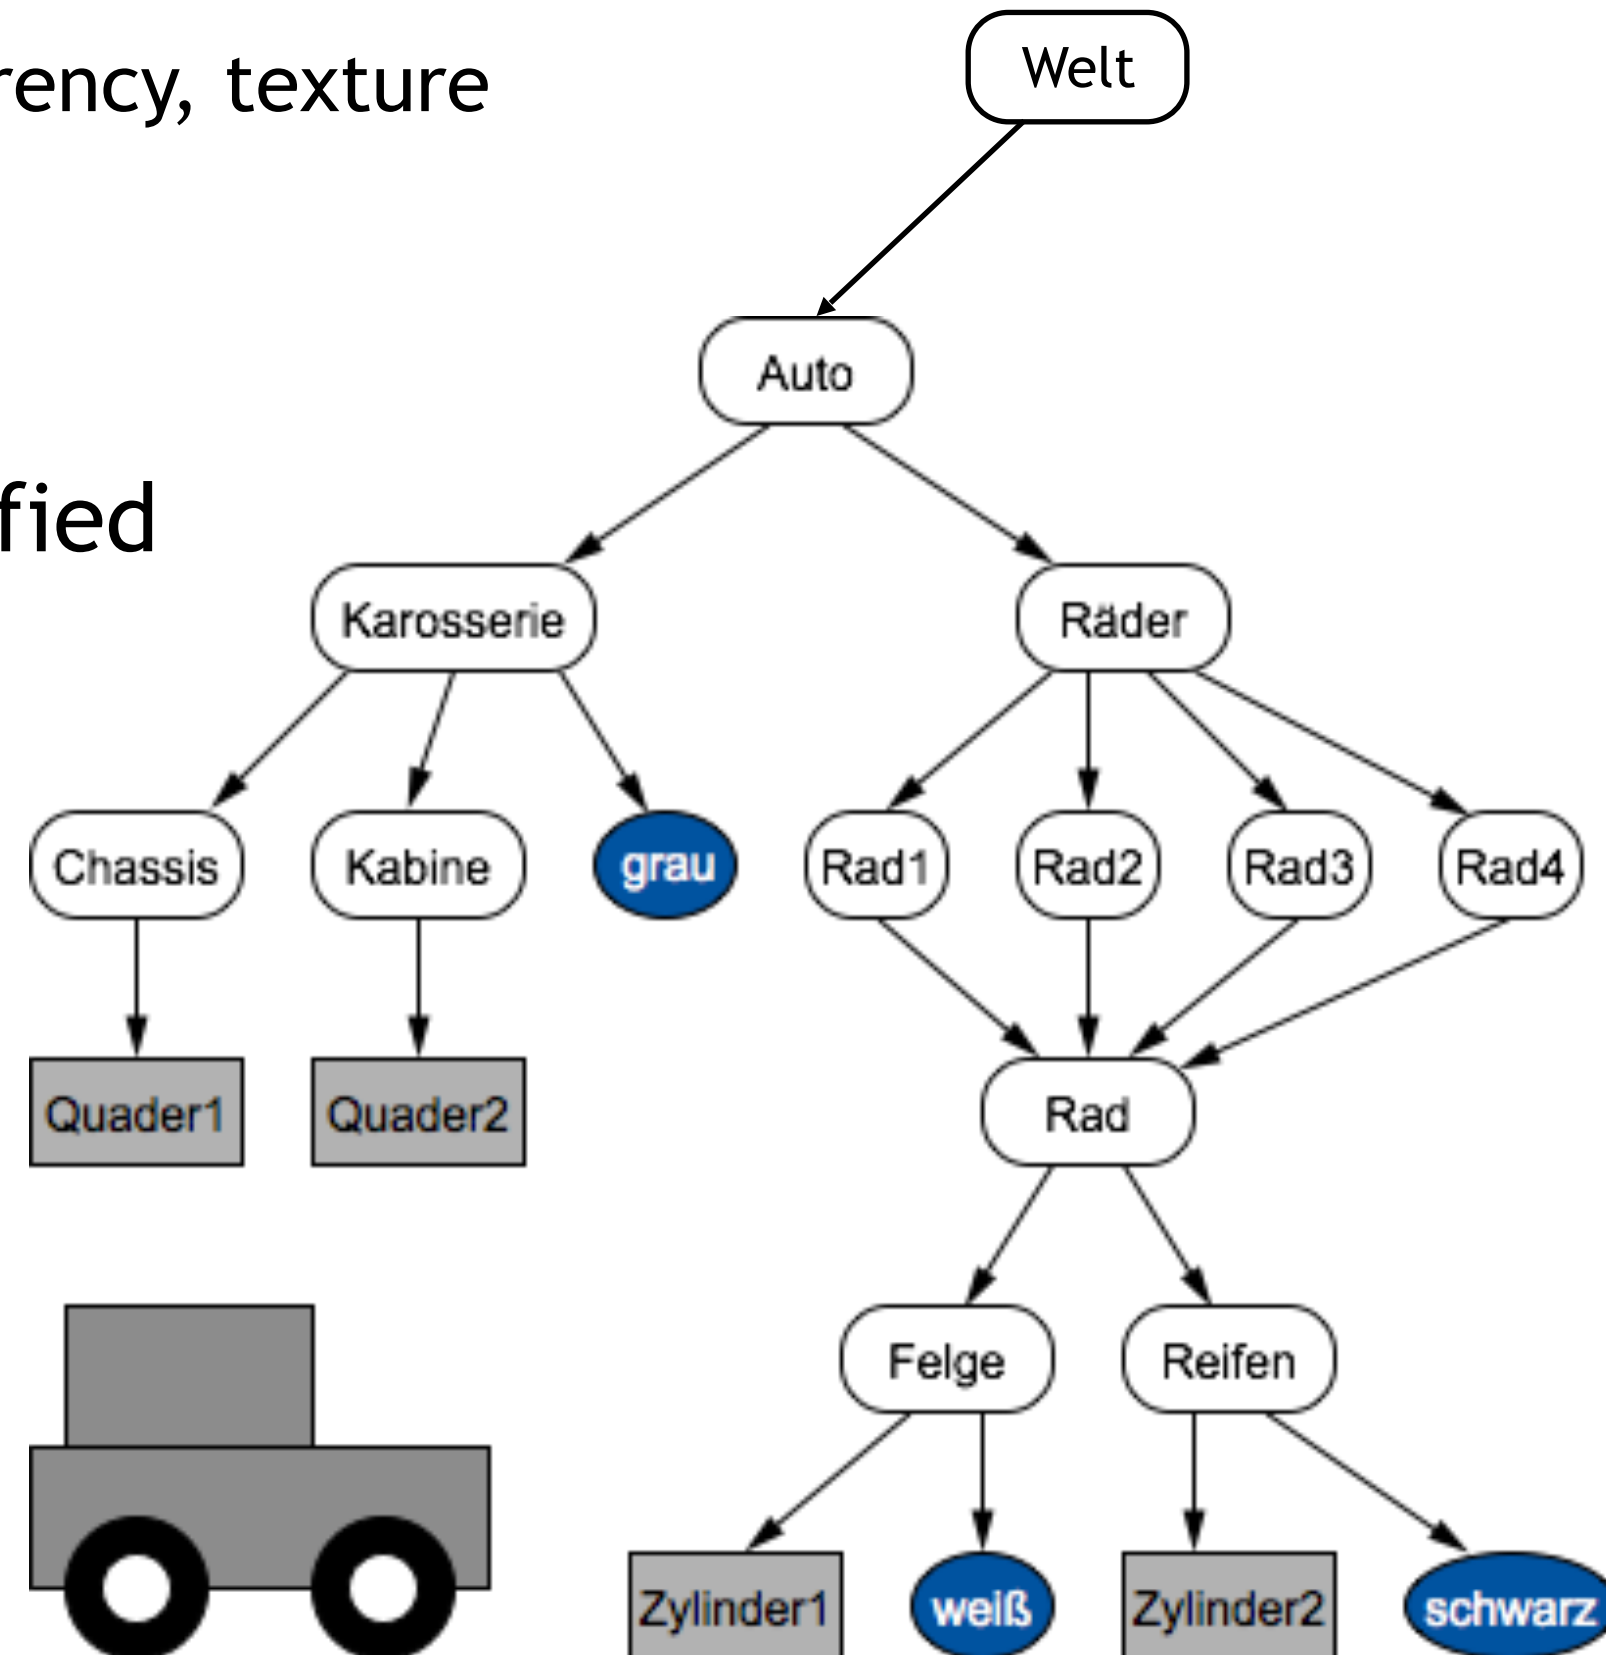 rency, texture
Welt
Auto
fied
Karosserie
Räder
Chassis
Kabine
grau
Rad1
Rad2
Rad3
Rad4
Quader1
Quader2
Rad
Felge
Reifen
Zylinder1
weiß
Zylinder2
schwarz